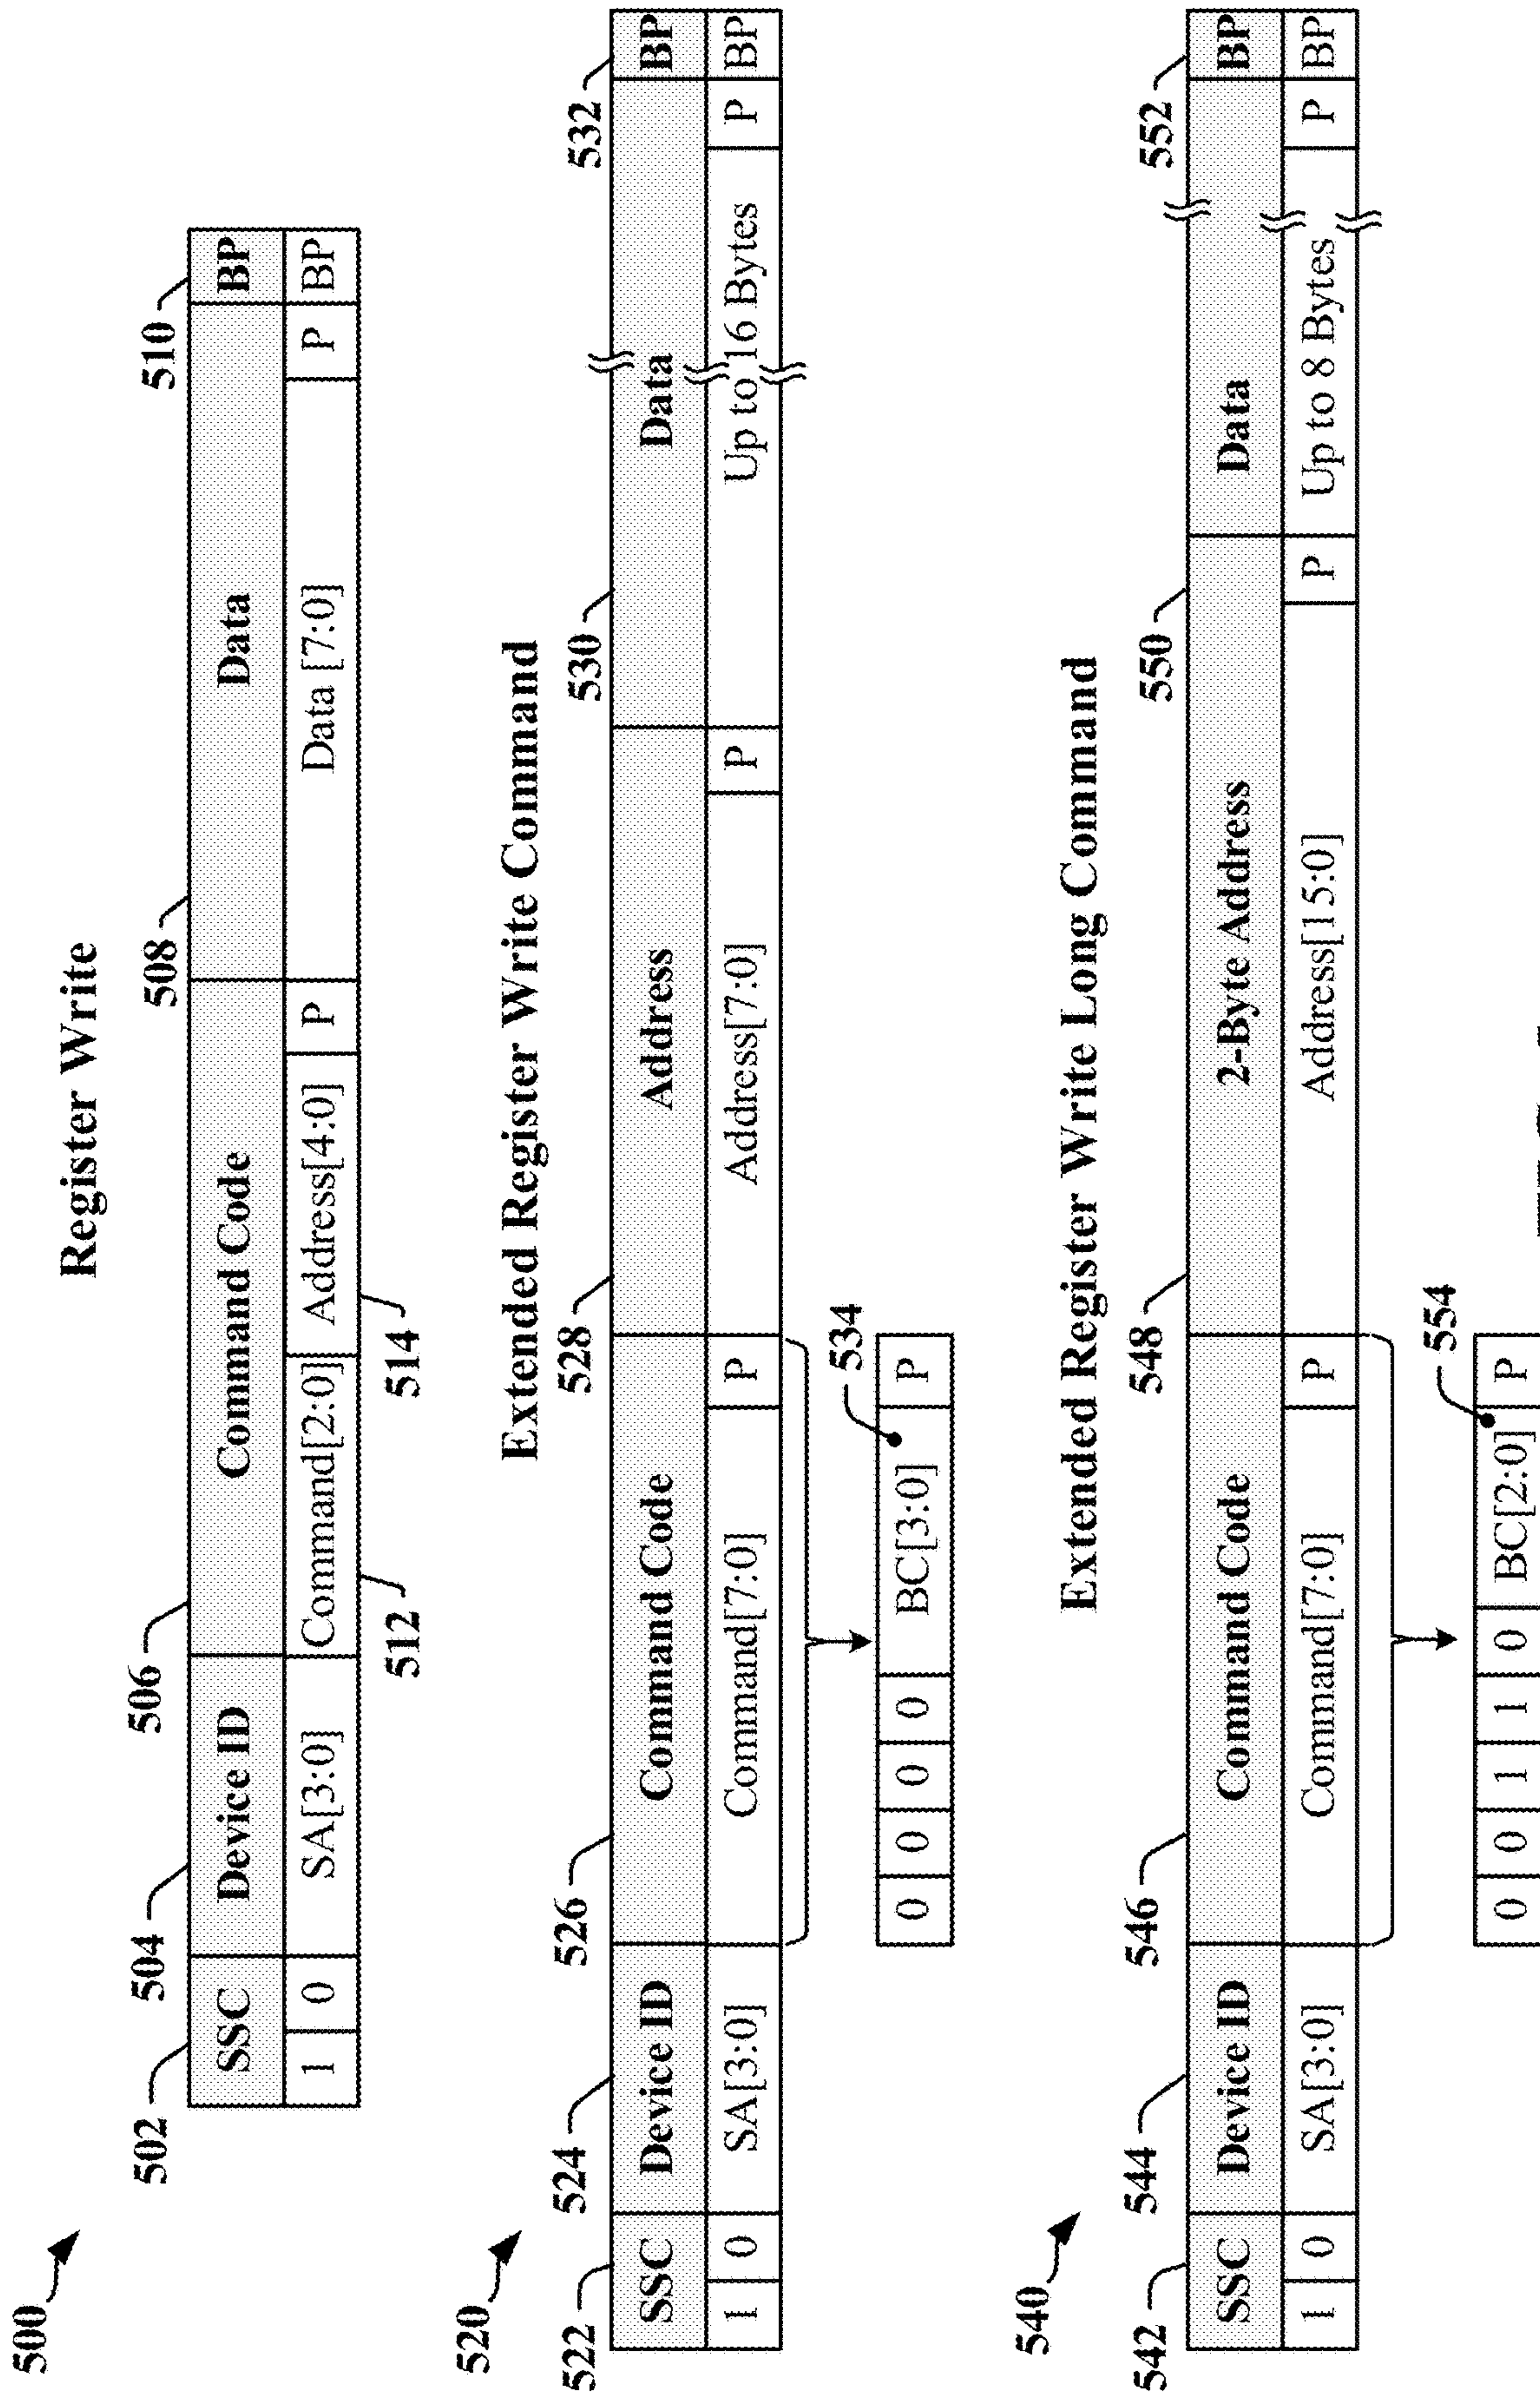 500
Register Write
502 504 506 508 510
SSC Device ID Command Code Data BP
1 0 SA[3:0] Command[2:0] Address[4:0] P Data [7:0] P BP
512 514
520
Extended Register Write Command
522 524 526 528 530 532
SSC Device ID Command Code Address Data BP
1 0 SA[3:0] Command[7:0] P Address[7:0] P Up to 16 Bytes P BP
534
0 0 0 0 BC[3:0] P
540
Extended Register Write Long Command
542 544 546 548 550 552
SSC Device ID Command Code 2-Byte Address Data BP
1 0 SA[3:0] Command[7:0] P Address[15:0] P Up to 8 Bytes P BP
554
0 0 1 1 0 BC[2:0] P